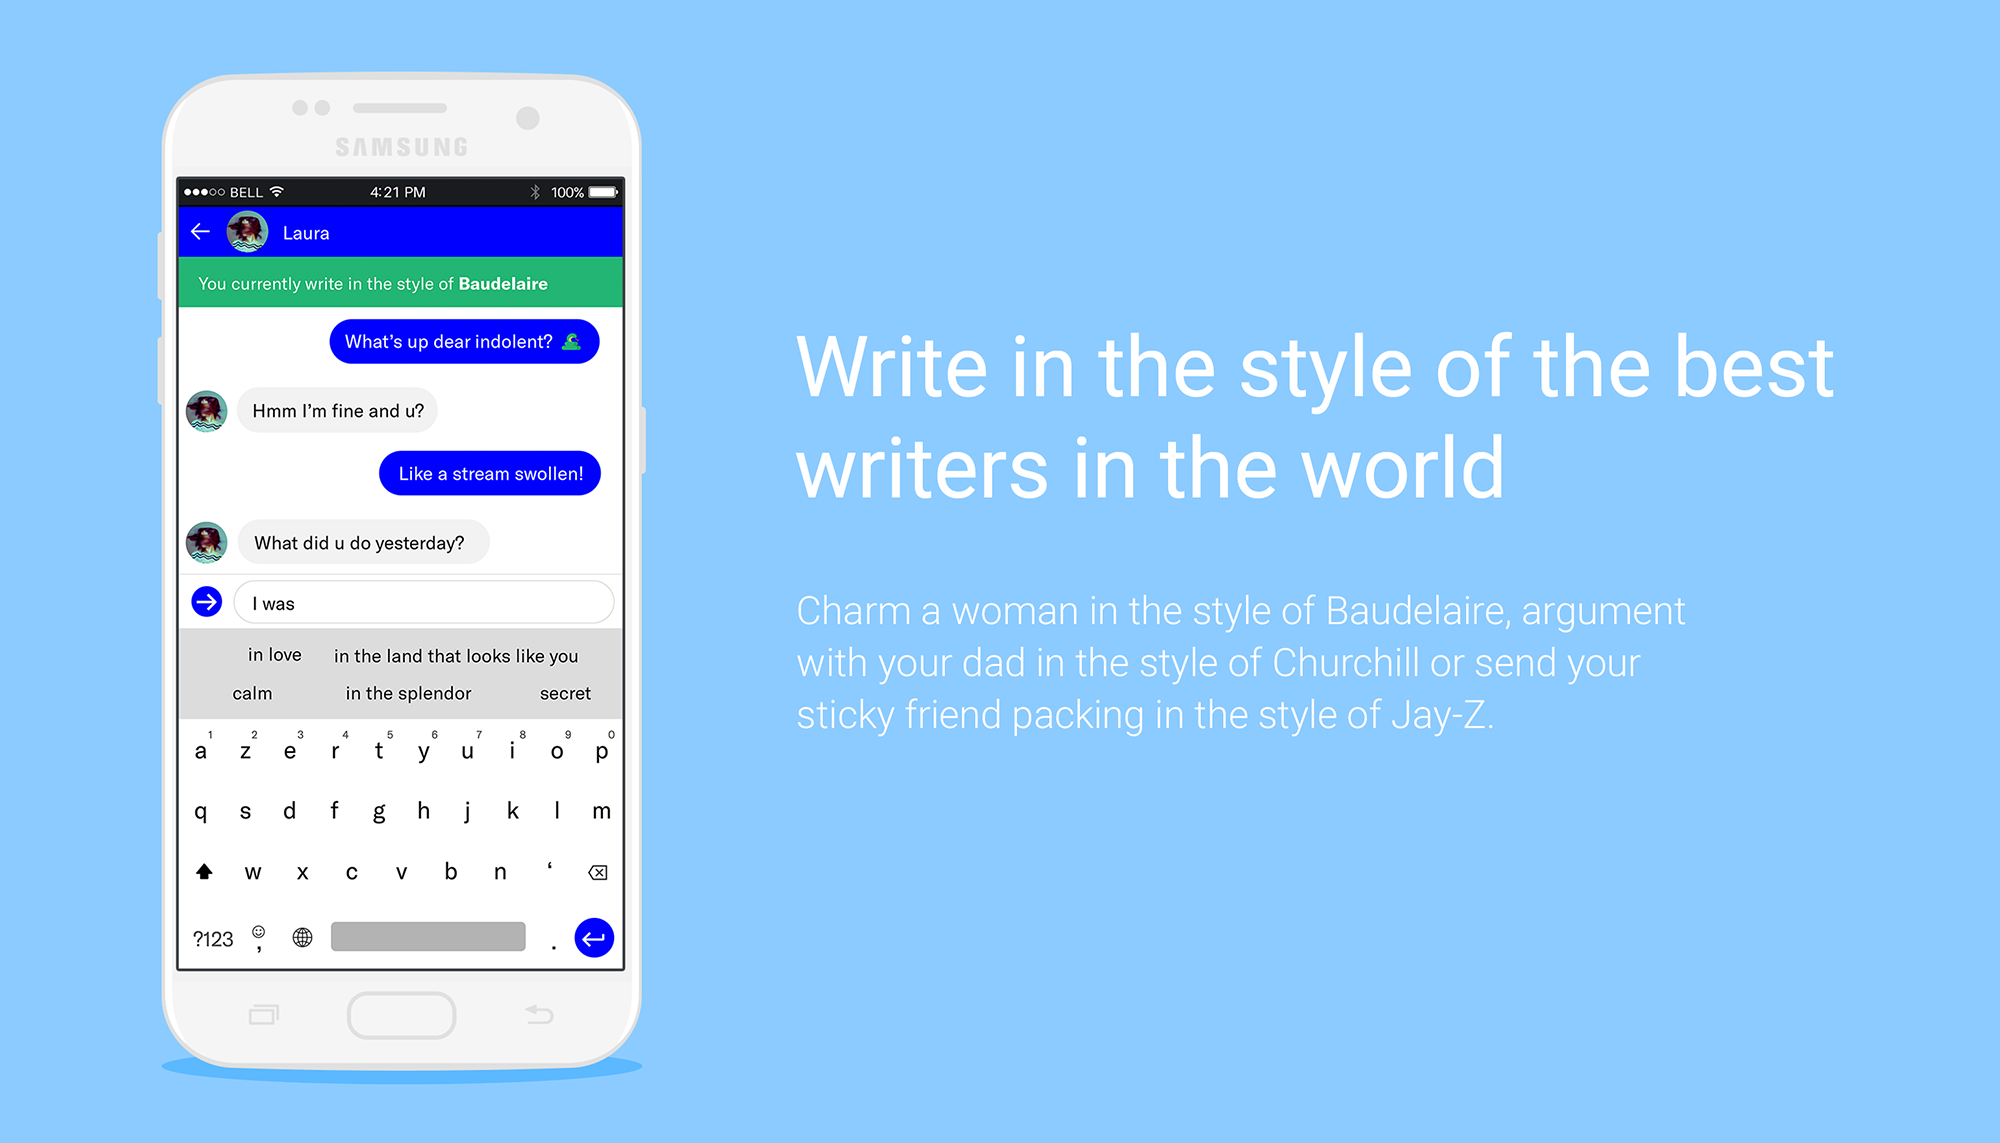 SAMSUNG
BELL 4:21 PM 100%
Laura
You currently write in the style of Baudelaire
What's up dear indolent?
Hmm I'm fine and u?
Like a stream swollen!
What did u do yesterday?
I was
in love in the land that looks like you
calm in the splendor secret
1 2 3 4 5 6 7 8 9 0
a z e r t y u i o p
q s d f g h j k l m
w x c v b n ‘
?123 , .
Write in the style of the best
writers in the world
Charm a woman in the style of Baudelaire, argument
with your dad in the style of Churchill or send your
sticky friend packing in the style of Jay-Z.